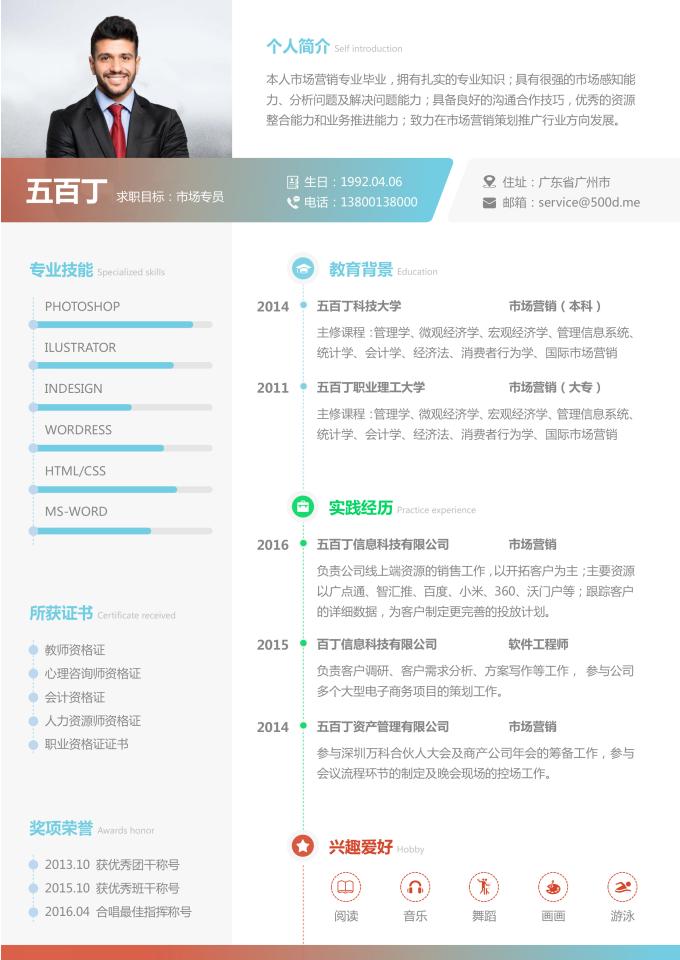 个人简介 Self introduction
本人市场营销专业毕业，拥有扎实的专业知识；具有很强的市场感知能
力、分析问题及解决问题能力；具备良好的沟通合作技巧，优秀的资源
整合能力和业务推进能力；致力在市场营销策划推广行业方向发展。
五百丁 求职目标：市场专员
生日：1992.04.06
电话：13800138000
住址：广东省广州市
邮箱：service@500d.me
专业技能 Specialized skills
PHOTOSHOP
ILUSTRATOR
INDESIGN
WORDRESS
HTML/CSS
MS-WORD
所获证书 Certificate received
教师资格证
心理咨询师资格证
会计资格证
人力资源师资格证
职业资格证证书
奖项荣誉 Awards honor
2013.10 获优秀团干称号
2015.10 获优秀班干称号
2016.04 合唱最佳指挥称号
教育背景 Education
2014 五百丁科技大学 市场营销（本科）
主修课程：管理学、微观经济学、宏观经济学、管理信息系统、
统计学、会计学、经济法、消费者行为学、国际市场营销
2011 五百丁职业理工大学 市场营销（大专）
主修课程：管理学、微观经济学、宏观经济学、管理信息系统、
统计学、会计学、经济法、消费者行为学、国际市场营销
实践经历 Practice experience
2016 五百丁信息科技有限公司 市场营销
负责公司线上端资源的销售工作，以开拓客户为主；主要资源
以广点通、智汇推、百度、小米、360、沃门户等；跟踪客户
的详细数据，为客户制定更完善的投放计划。
2015 百丁信息科技有限公司 软件工程师
负责客户调研、客户需求分析、方案写作等工作， 参与公司
多个大型电子商务项目的策划工作。
2014 五百丁资产管理有限公司 市场营销
参与深圳万科合伙人大会及商产公司年会的筹备工作，参与
会议流程环节的制定及晚会现场的控场工作。
兴趣爱好 Hobby
阅读 音乐 舞蹈 画画 游泳